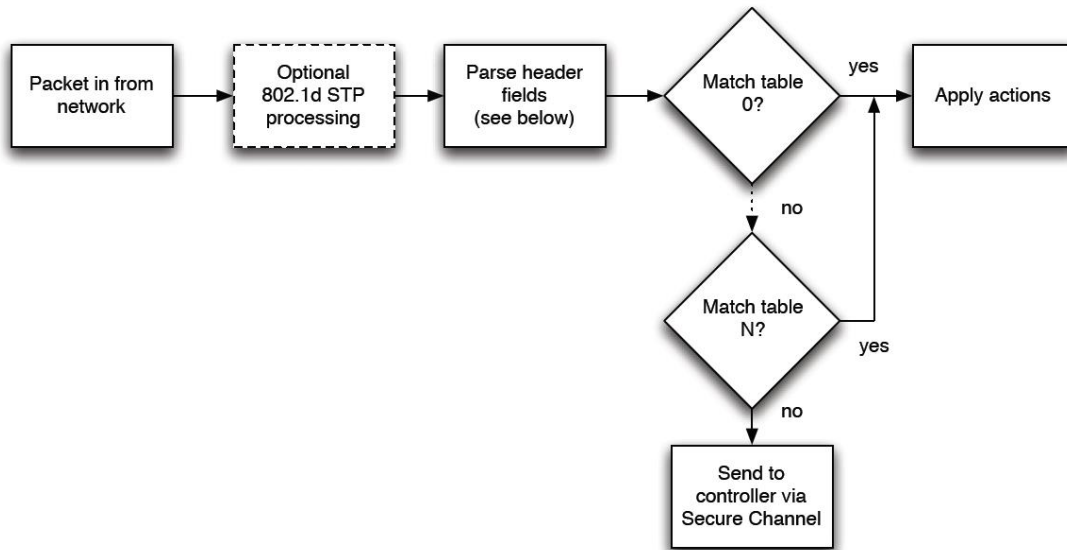 Packet in from
network
Optional
802.1d STP
processing
Parse header
fields
(see below)
Match table
0?
yes
Apply actions
no
Match table
N?
yes
no
Send to
controller via
Secure Channel